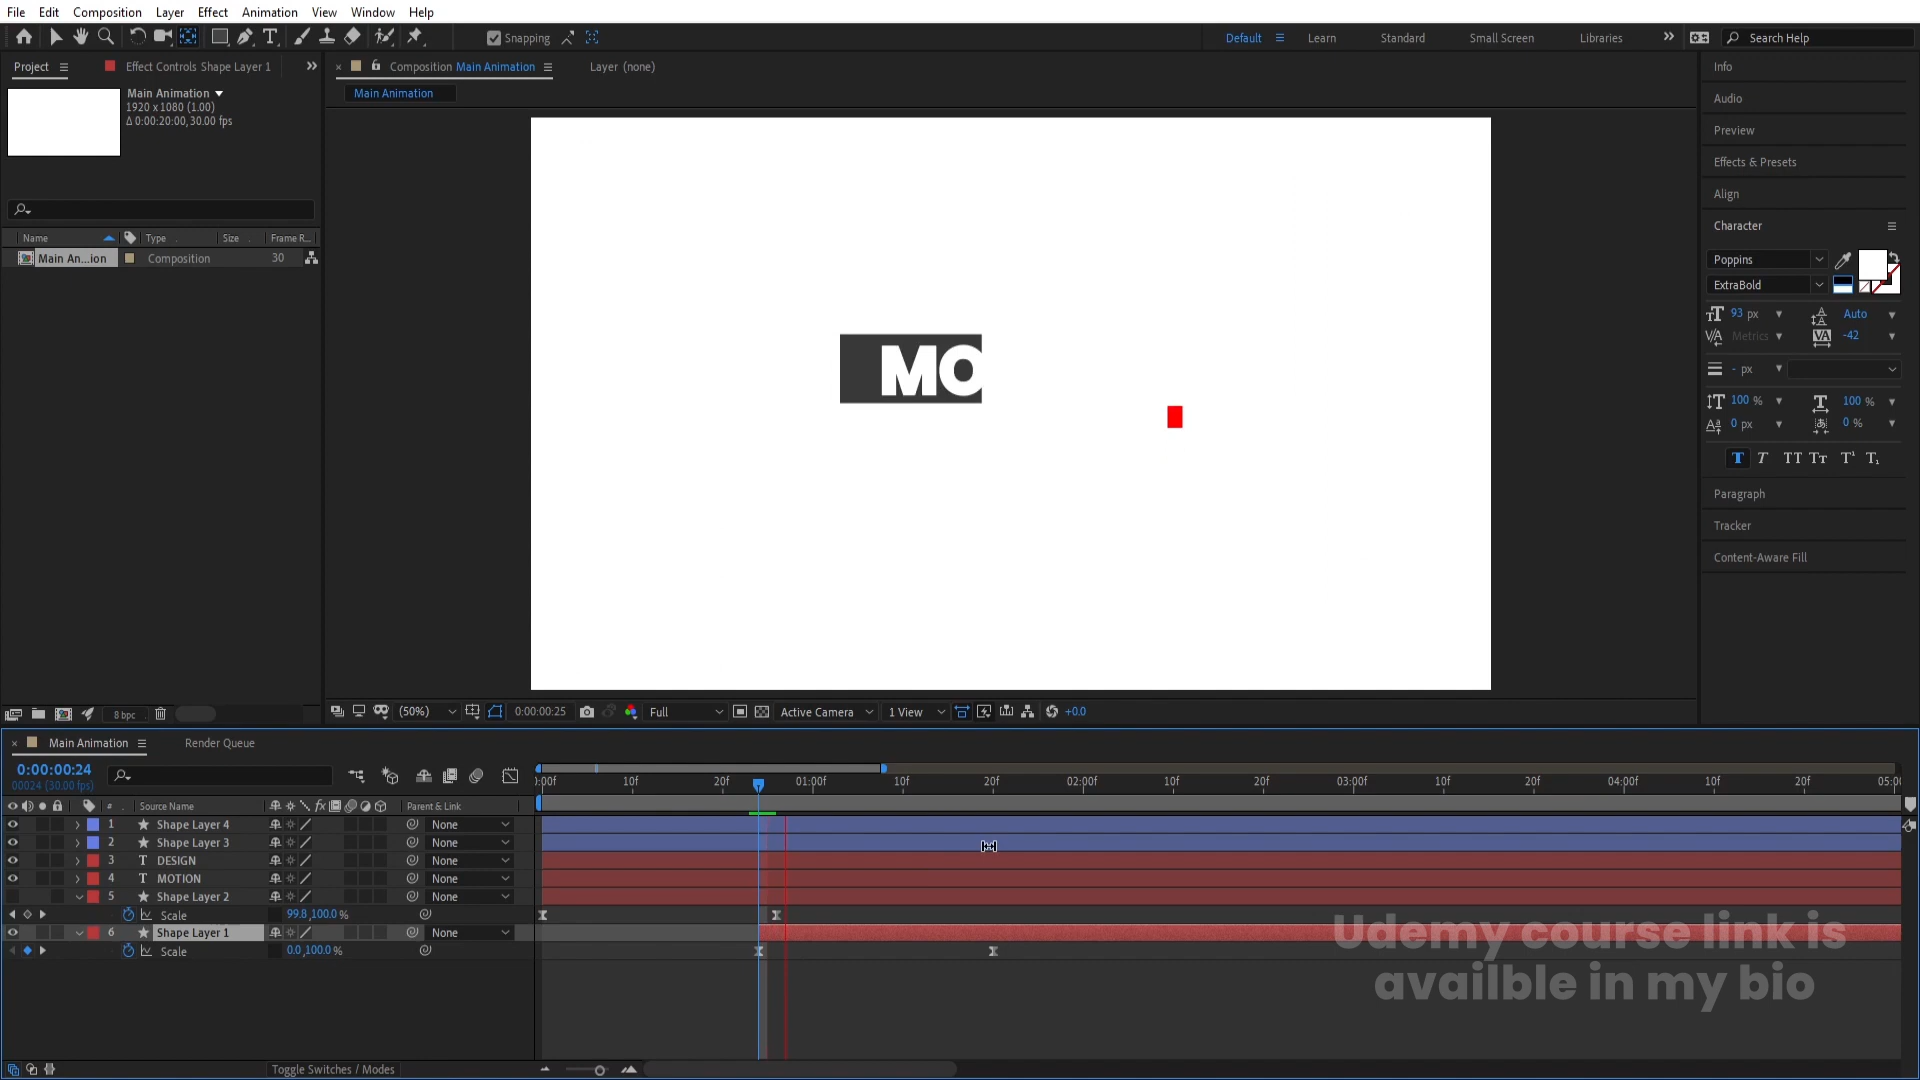 File Edit Composition Layer Effect Animation View Window Help
Snapping
Default Learn Standard Small Screen Libraries Search Help
Project Effect Controls Shape Layer 1
Composition Main Animation Layer (none)
Main Animation
Main Animation
1920 x 1080 (1.00)
Δ 0:00:20:00, 30.00 fps
Name Type Size Frame R...
Main An...ion Composition 30
MO
Info
Audio
Preview
Effects & Presets
Align
Character
Poppins
ExtraBold
93 px Auto
Metrics -42
- px
100 % 100 %
0 px 0 %
T T TT Tt T¹ T₁
Paragraph
Tracker
Content-Aware Fill
8 bpc
(50%) 0:00:00:25 Full Active Camera 1 View +0.0
Main Animation Render Queue
0:00:00:24
00024 (30.00 fps)
# Source Name Parent & Link
):00f 10f 20f 01:00f 10f 20f 02:00f 10f 20f 03:00f 10f 20f 04:00f 10f 20f 05:0
1 Shape Layer 4 None
2 Shape Layer 3 None
3 T DESIGN None
4 T MOTION None
5 Shape Layer 2 None
Scale 99.8,100.0 %
6 Shape Layer 1 None
Scale 0.0,100.0 %
Udemy course link is
availble in my bio
Toggle Switches / Modes